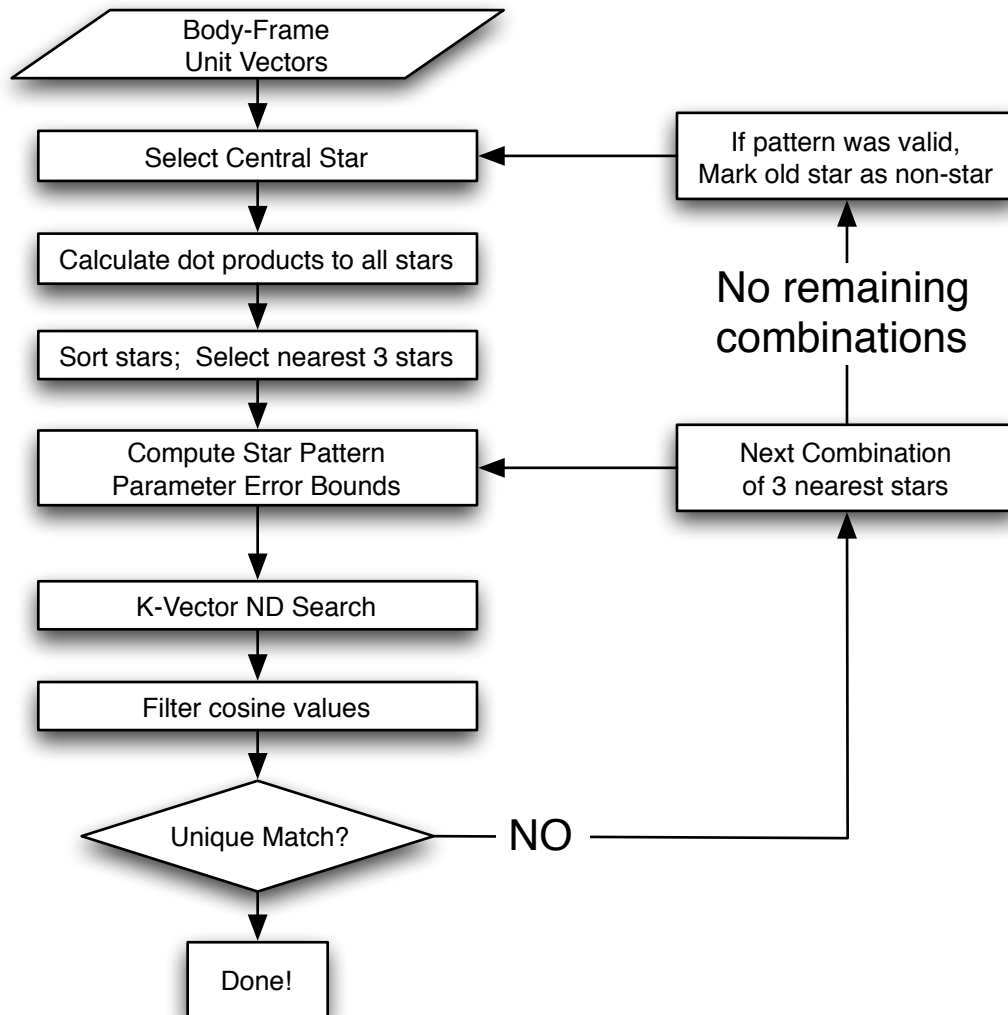 Body-Frame
Unit Vectors
Select Central Star
If pattern was valid,
Mark old star as non-star
Calculate dot products to all stars
No remaining
combinations
Sort stars; Select nearest 3 stars
Compute Star Pattern
Parameter Error Bounds
Next Combination
of 3 nearest stars
K-Vector ND Search
Filter cosine values
Unique Match?
NO
Done!